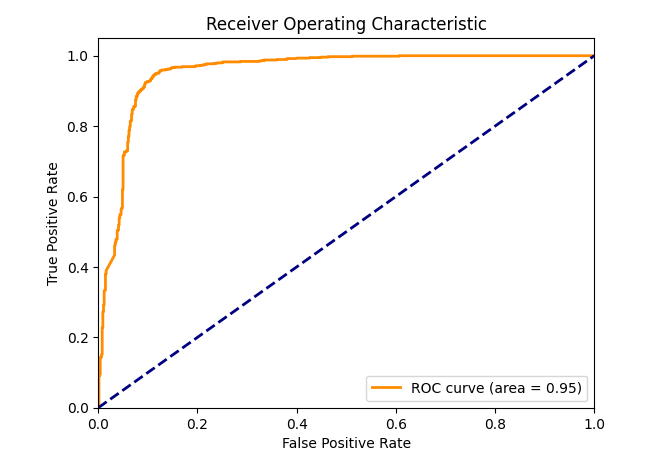 Receiver Operating Characteristic
True Positive Rate
1.0
0.8
0.6
0.4
0.2
0.0
ROC curve (area = 0.95)
0.0 0.2 0.4 0.6 0.8 1.0
False Positive Rate